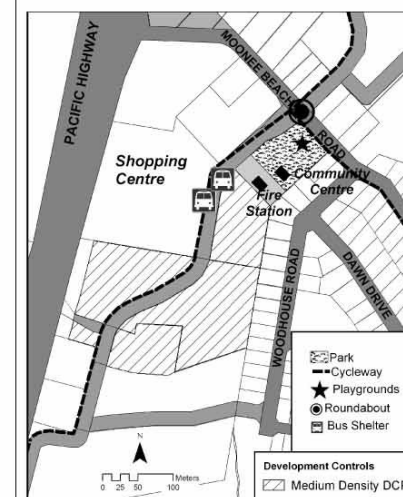 MOONEE BEACH ROAD
PACIFIC HIGHWAY
Shopping
Centre
Community
Centre
Fire
Station
WOODHOUSE ROAD
DAWN DRIVE
Park
Cycleway
Playgrounds
Roundabout
Bus Shelter
N
Meters
0 25 50 100
Development Controls
Medium Density DCP